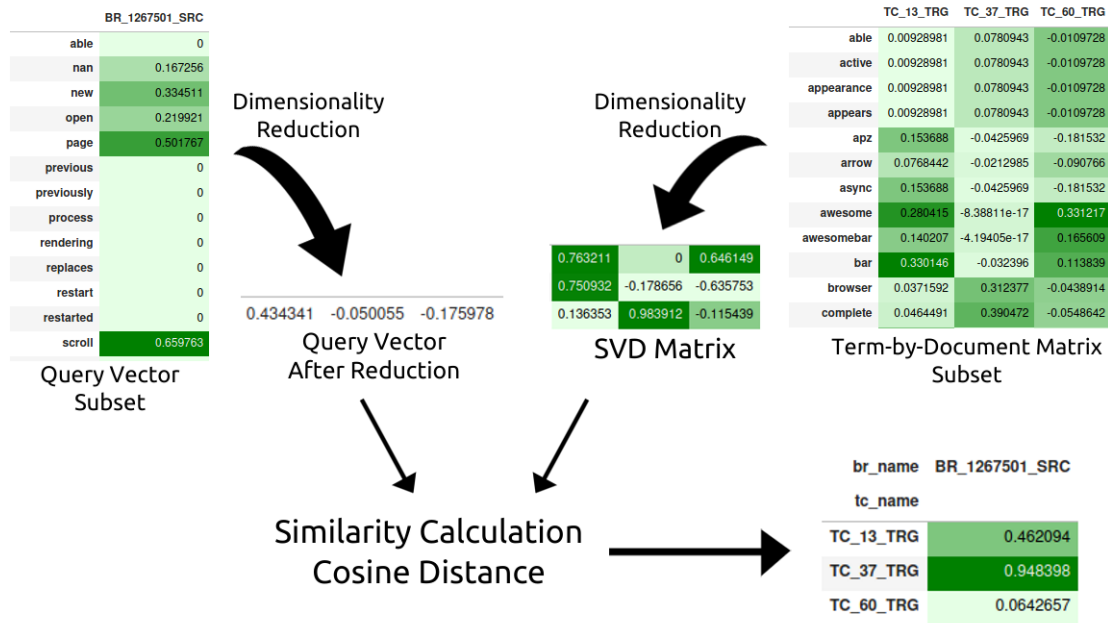 BR_1267501_SRC
able 0
nan 0.167256
new 0.334511
open 0.219921
page 0.501767
previous 0
previously 0
process 0
rendering 0
replaces 0
restart 0
restarted 0
scroll 0.659763
Query Vector
Subset
Dimensionality
Reduction
0.434341 -0.050055 -0.175978
Query Vector
After Reduction
Dimensionality
Reduction
0.763211 0 0.646149
0.750932 -0.178656 -0.635753
0.136353 0.983912 -0.115439
SVD Matrix
TC_13_TRG TC_37_TRG TC_60_TRG
able 0.00928981 0.0780943 -0.0109728
active 0.00928981 0.0780943 -0.0109728
appearance 0.00928981 0.0780943 -0.0109728
appears 0.00928981 0.0780943 -0.0109728
apz 0.153688 -0.0425969 -0.181532
arrow 0.0768442 -0.0212985 -0.090766
async 0.153688 -0.0425969 -0.181532
awesome 0.280415 -8.38811e-17 0.331217
awesomebar 0.140207 -4.19405e-17 0.165609
bar 0.330146 -0.032396 0.113839
browser 0.0371592 0.312377 -0.0438914
complete 0.0464491 0.390472 -0.0548642
Term-by-Document Matrix
Subset
Similarity Calculation
Cosine Distance
br_name BR_1267501_SRC
tc_name
TC_13_TRG 0.462094
TC_37_TRG 0.948398
TC_60_TRG 0.0642657